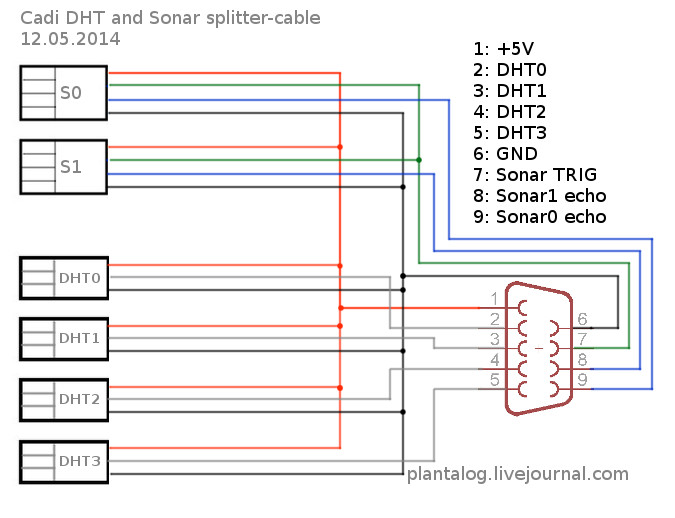 Cadi DHT and Sonar splitter-cable
12.05.2014
1: +5V
2: DHT0
3: DHT1
4: DHT2
5: DHT3
6: GND
7: Sonar TRIG
8: Sonar1 echo
9: Sonar0 echo
S0
S1
DHT0
DHT1
DHT2
DHT3
1
2
3
4
5
6
7
8
9
plantalog.livejournal.com